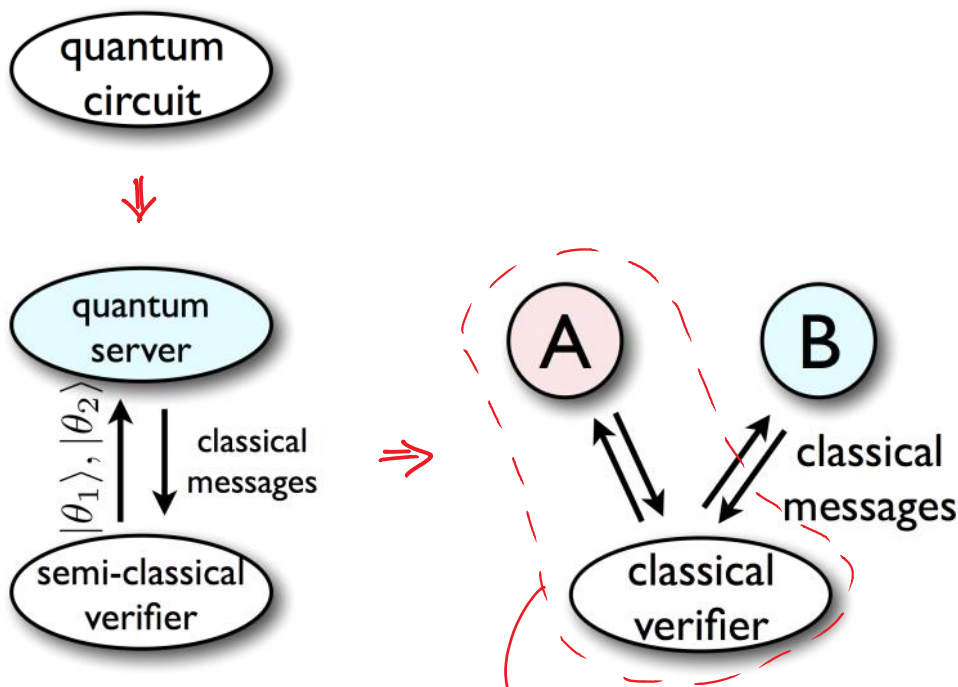 quantum
circuit
quantum
server
|θ₁⟩, |θ₂⟩
classical
messages
semi-classical
verifier
A
B
classical
messages
classical
verifier